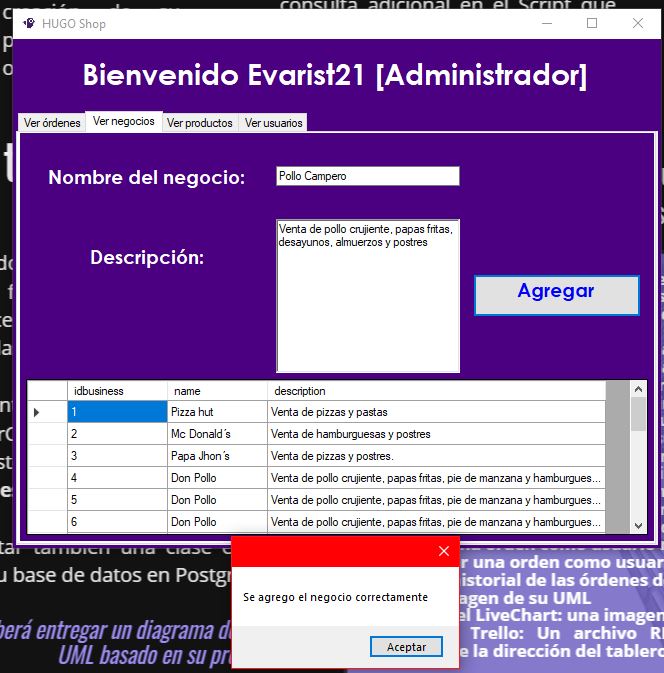 creación de su
consulta adicional en el Script que
HUGO Shop
Bienvenido Evarist21 [Administrador]
Ver órdenes Ver negocios Ver productos Ver usuarios
Nombre del negocio: Pollo Campero
Venta de pollo crujiente, papas fritas,
desayunos, almuerzos y postres
Descripción:
Agregar
idbusiness name description
1 Pizza hut Venta de pizzas y pastas
2 Mc Donald´s Venta de hamburguesas y postres
3 Papa Jhon´s Venta de pizzas y postres.
4 Don Pollo Venta de pollo crujiente, papas fritas, pie de manzana y hamburgues...
5 Don Pollo Venta de pollo crujiente, papas fritas, pie de manzana y hamburgues...
6 Don Pollo Venta de pollo crujiente, papas fritas, pie de manzana y hamburgues...
Se agrego el negocio correctamente
Aceptar
tar también una clase
u base de datos en Postgr
berá entregar un diagrama de
UML basado en su pro
r una orden como usuar
istorial de las órdenes de
agen de su UML
el LiveChart: una imagen
Trello: Un archivo RE
e la dirección del tablero